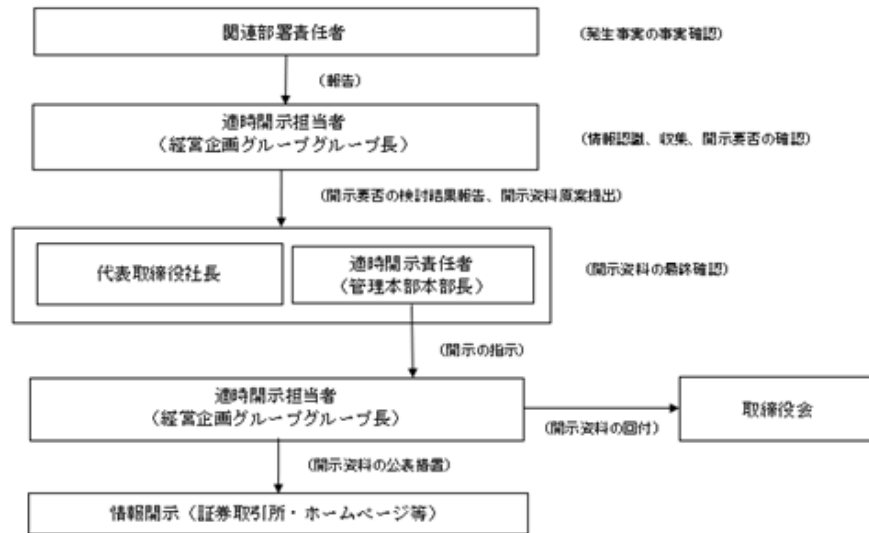 関連部署責任者
(発生事実の事実確認)
(報告)
適時開示担当者
(経営企画グループグループ長)
(情報認識、収集、開示要否の確認)
(開示要否の検討結果報告、開示資料原案提出)
代表取締役社長
適時開示責任者
(管理本部本部長)
(開示資料の最終確認)
(開示の指示)
適時開示担当者
(経営企画グループグループ長)
(開示資料の回付)
取締役会
(開示資料の公表措置)
情報開示(証券取引所・ホームページ等)